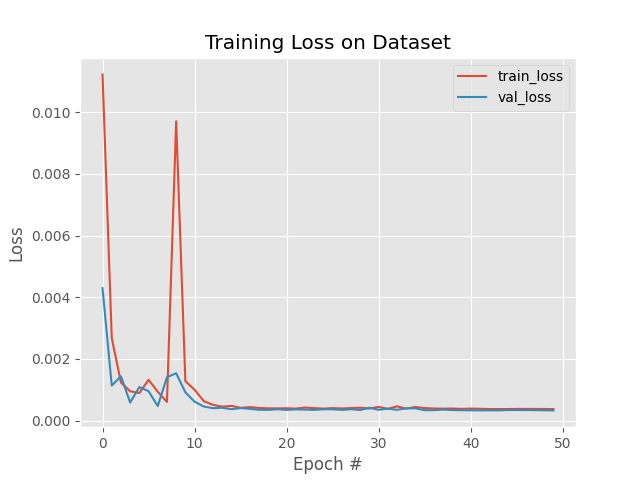 Training Loss on Dataset
train_loss
val_loss
0.010
0.008
0.006
0.004
0.002
0.000
Loss
0 10 20 30 40 50
Epoch #